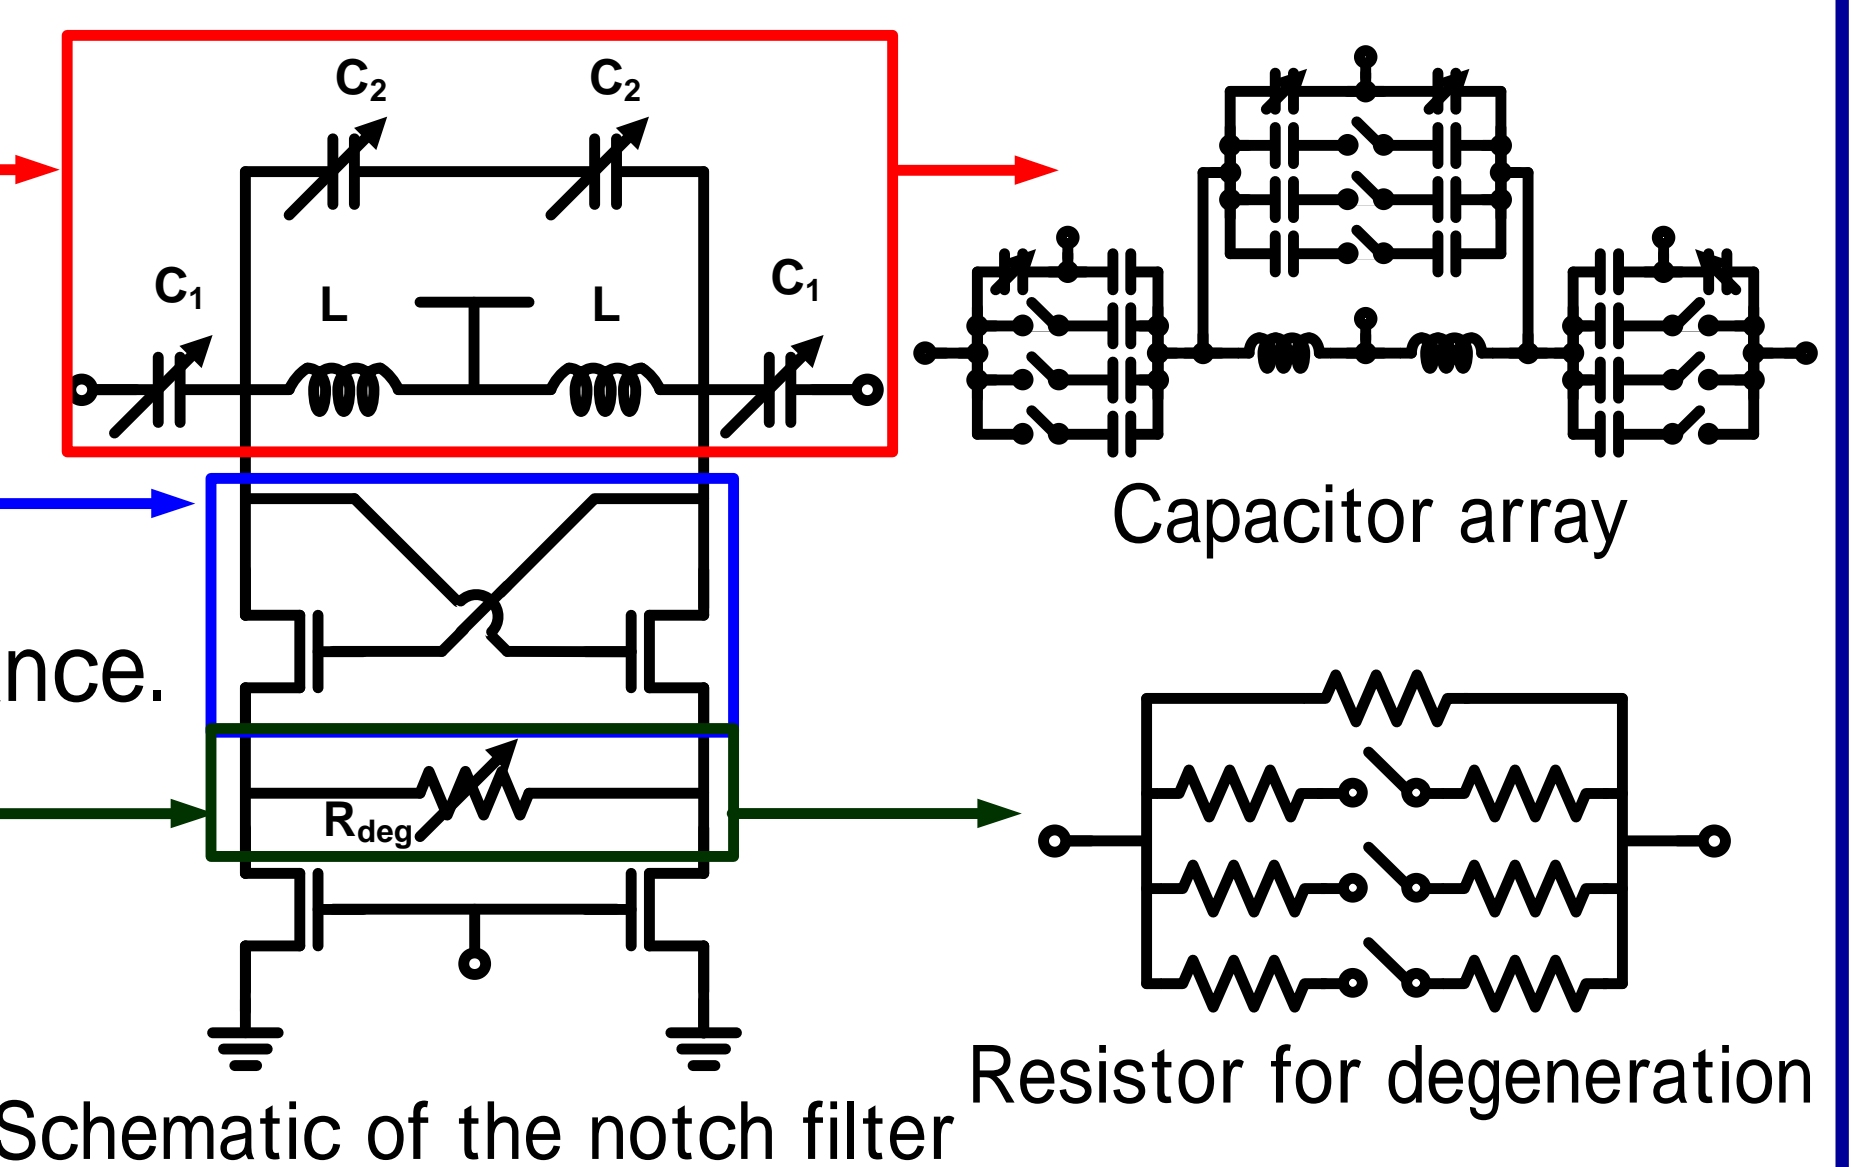 C2 C2
C1 L L C1
Capacitor array
nce.
Rdeg
Resistor for degeneration
Schematic of the notch filter